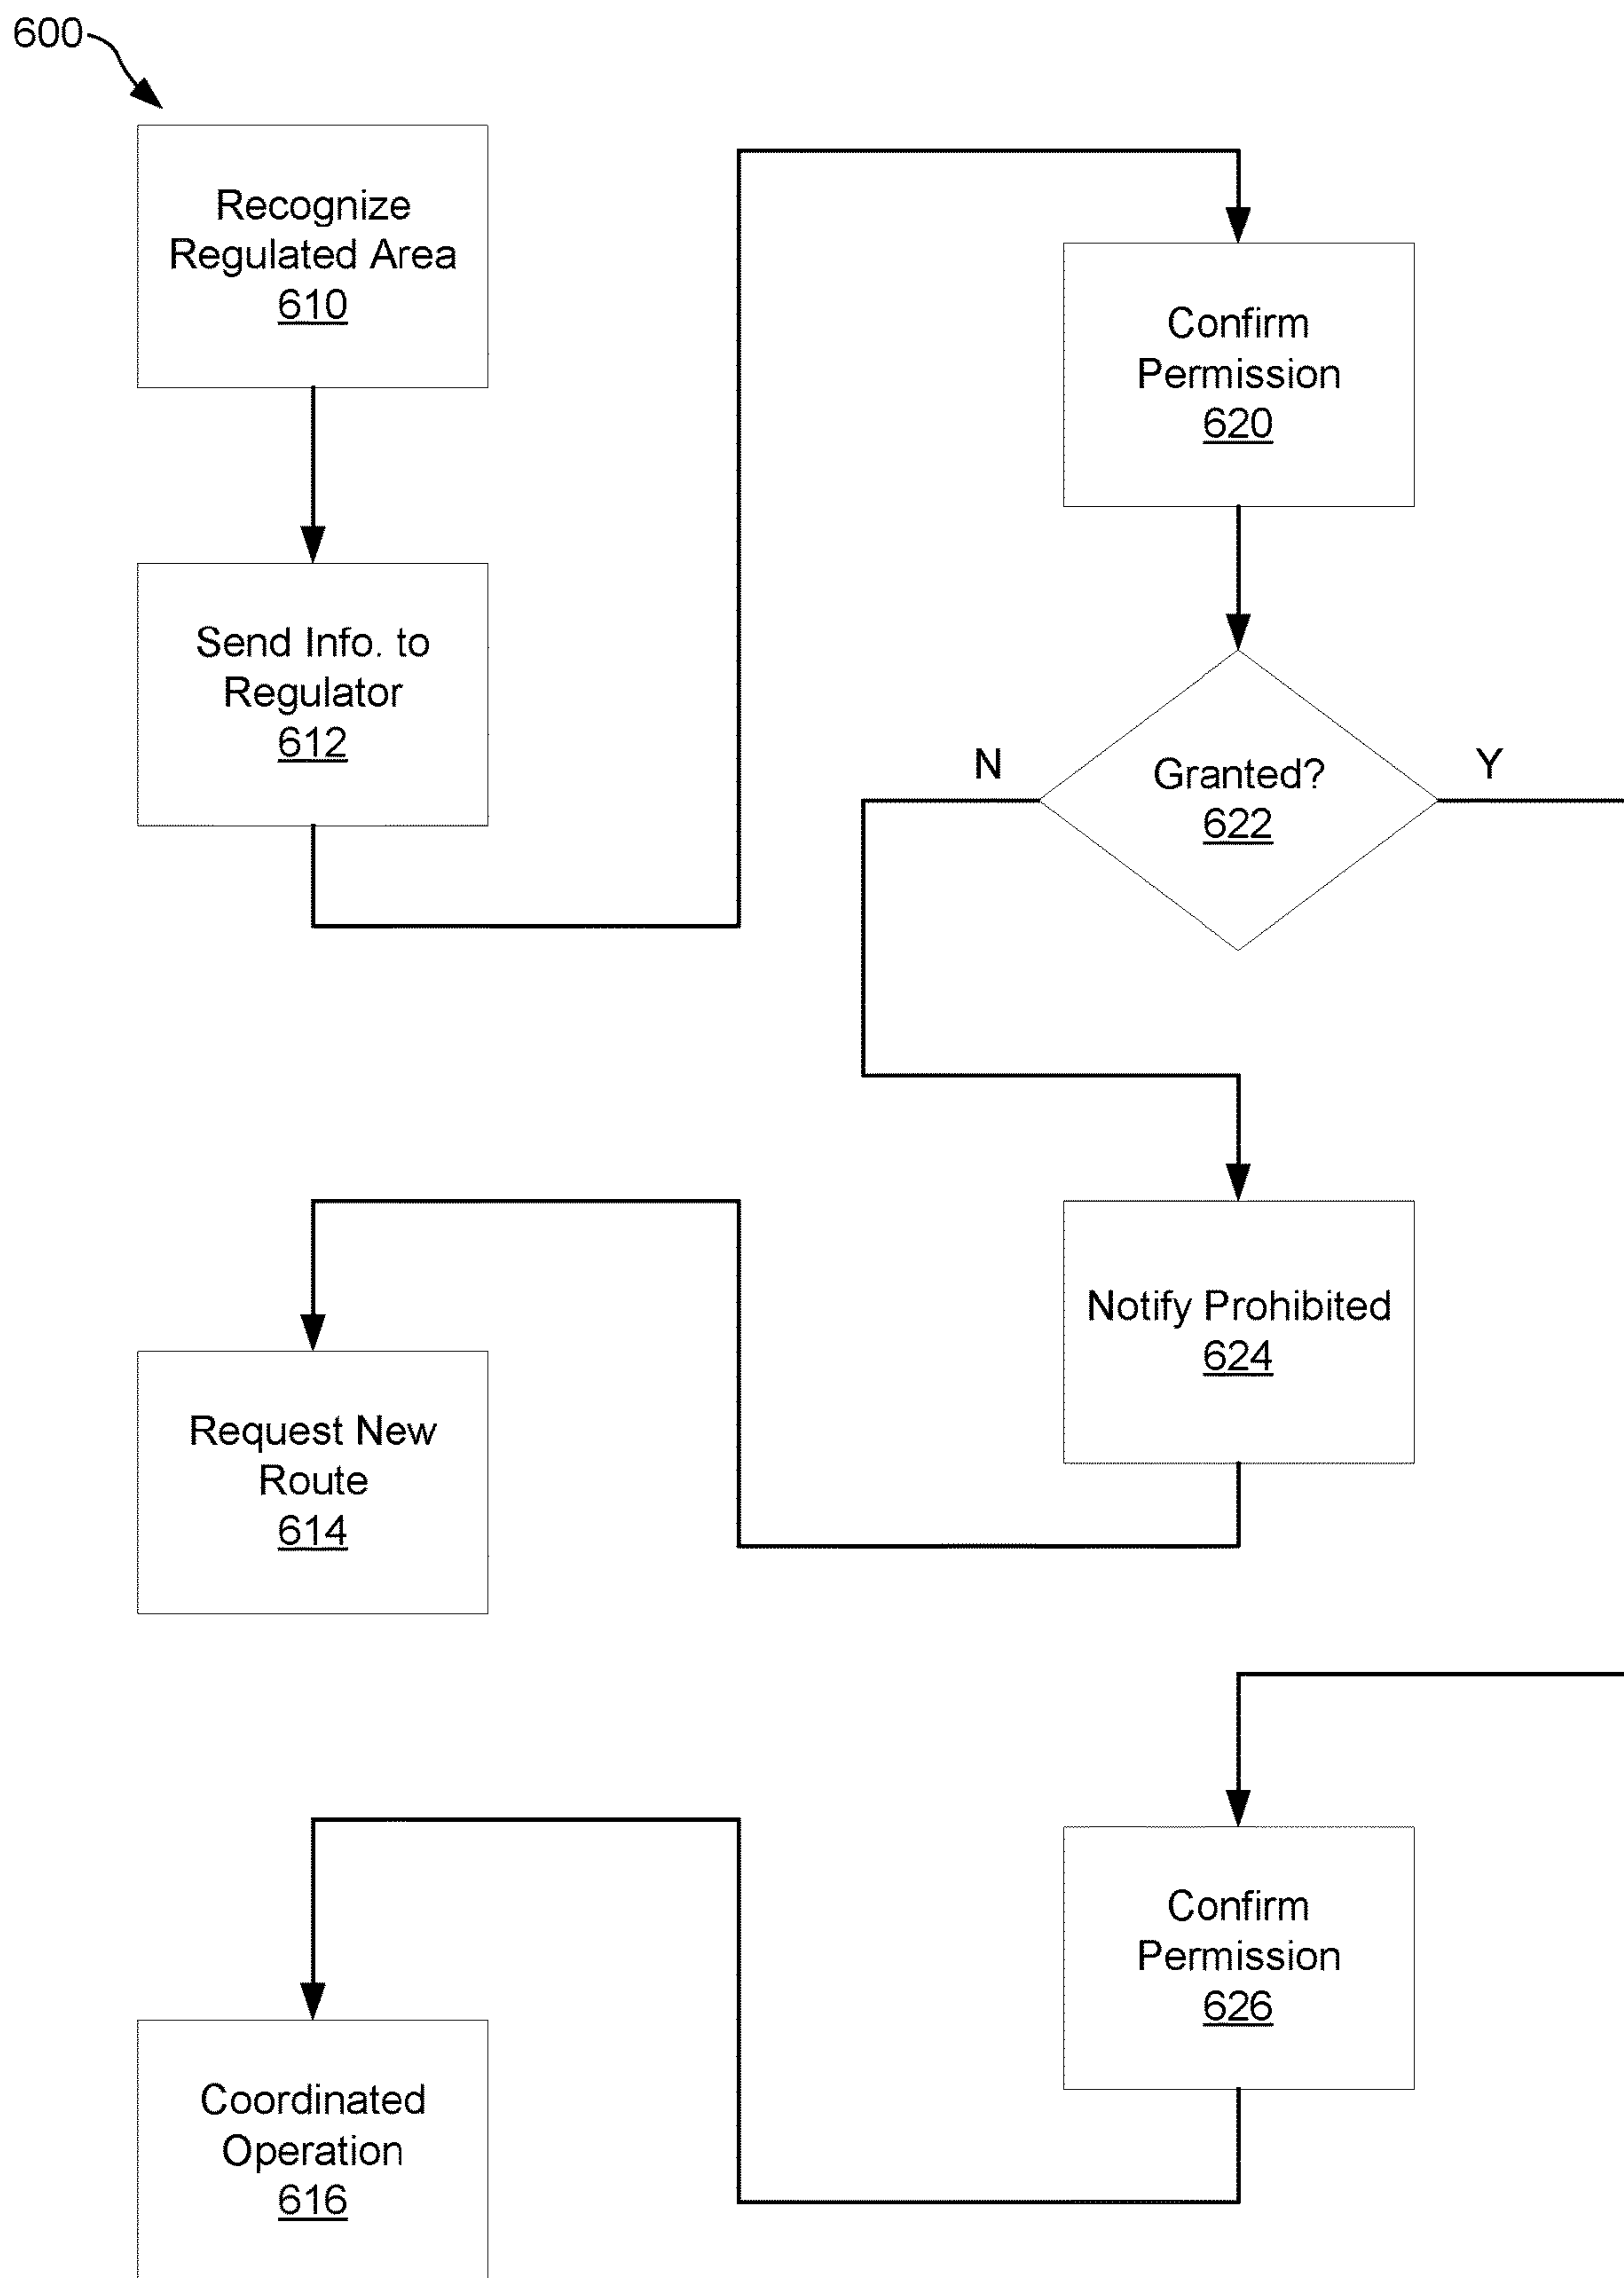 600
Recognize
Regulated Area
610
Send Info. to
Regulator
612
Confirm
Permission
620
N
Granted?
622
Y
Notify Prohibited
624
Request New
Route
614
Confirm
Permission
626
Coordinated
Operation
616